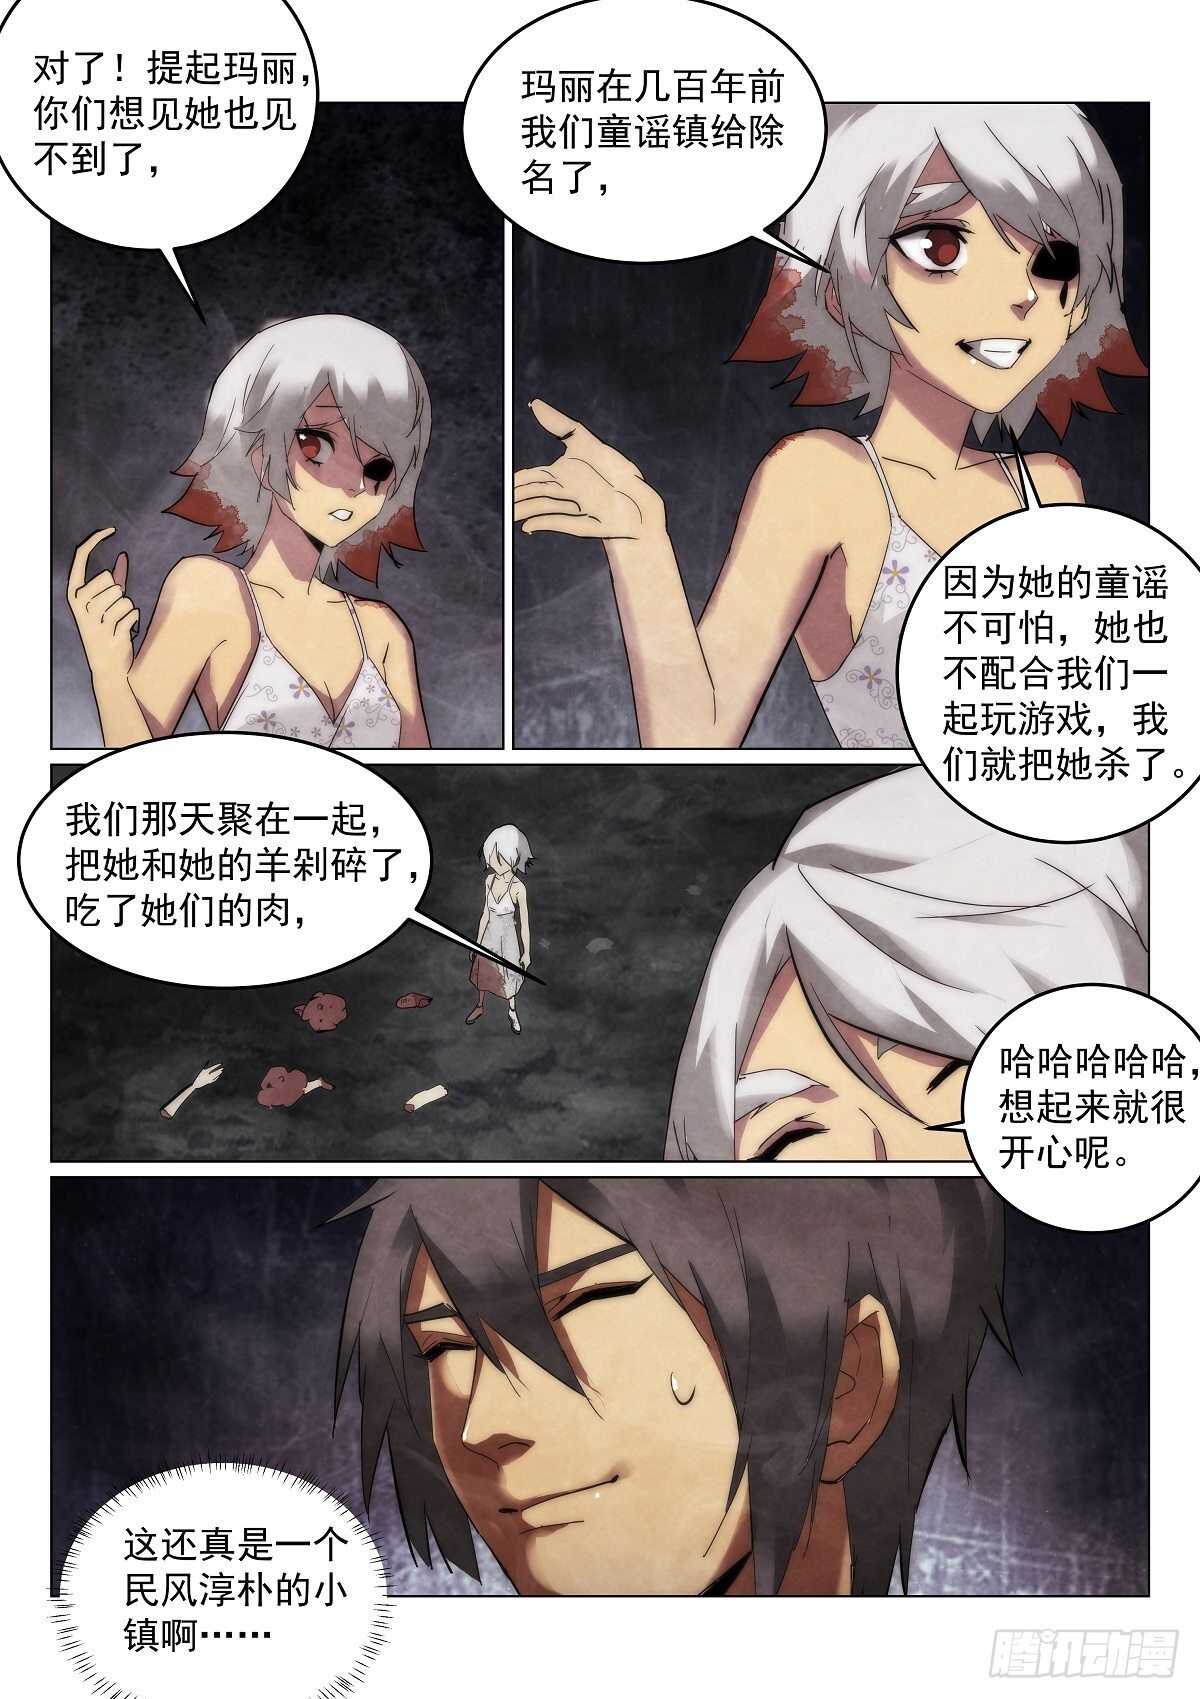 对了！提起玛丽，
你们想见她也见
不到了，
玛丽在几百年前
我们童谣镇给除
名了，
因为她的童谣
不可怕，她也
不配合我们一
起玩游戏，我
们就把她杀了。
我们那天聚在一起，
把她和她的羊剁碎了，
吃了她们的肉，
哈哈哈哈哈，
想起来就很
开心呢。
这还真是一个
民风淳朴的小
镇啊……
腾讯动漫